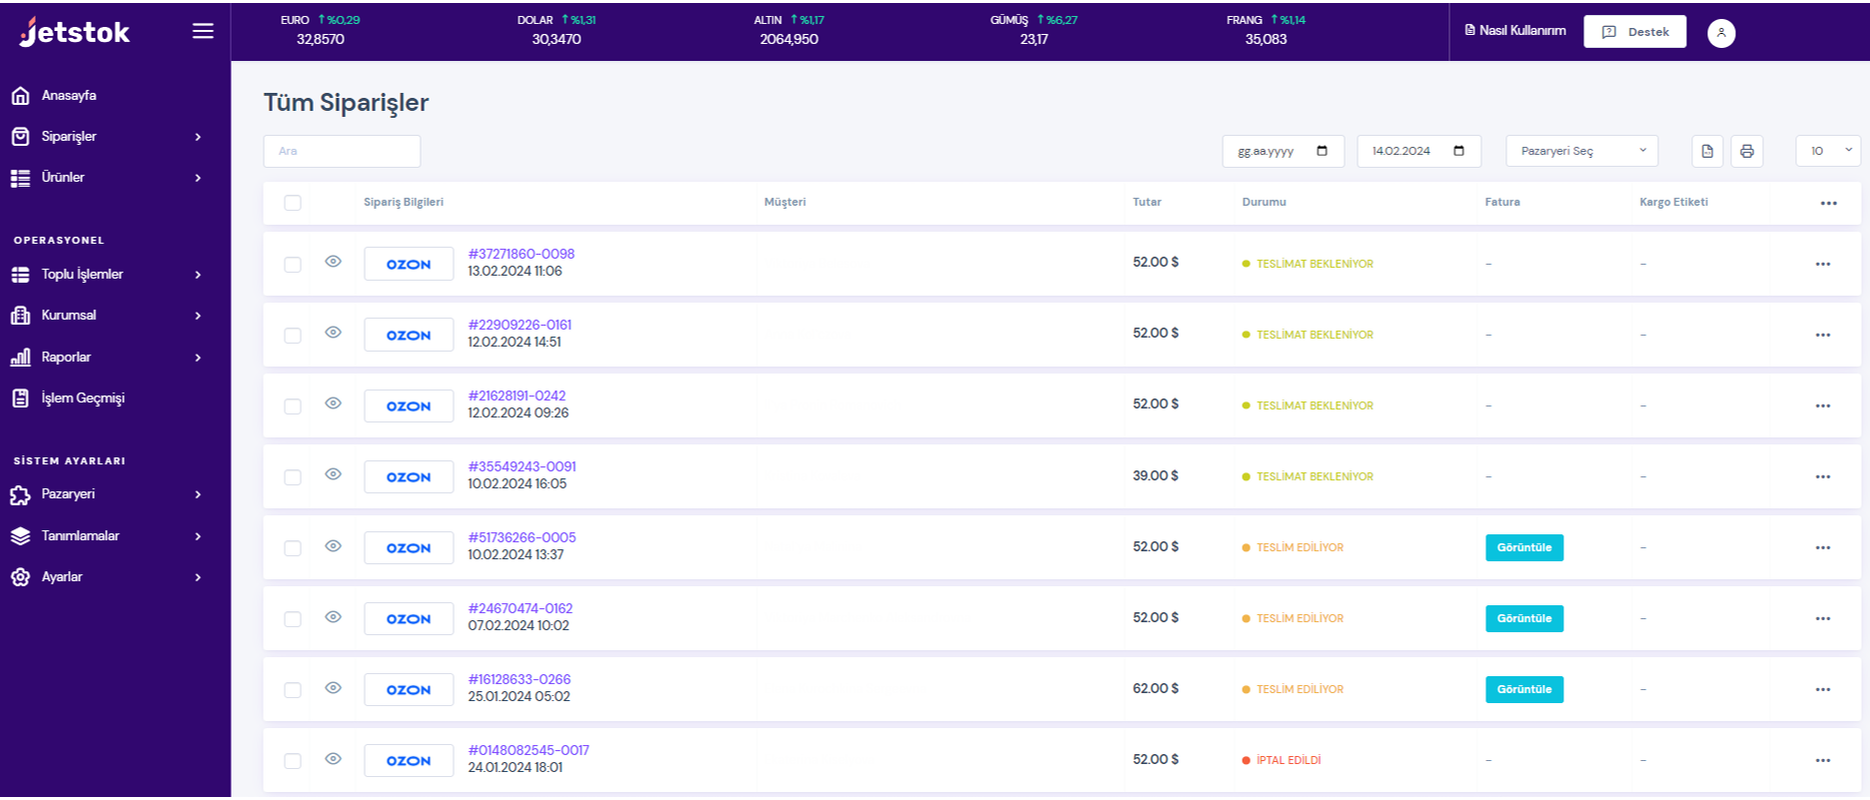 Jetstok
EURO ↑ %0,29
32,8570
DOLAR ↑ %1,31
30,3470
ALTIN ↑ %1,17
2064,950
GÜMÜŞ ↑ %6,27
23,17
FRANG ↑ %1,14
35,083
Nasıl Kullanırım
Destek
Anasayfa
Siparişler
Ürünler
OPERASYONEL
Toplu İşlemler
Kurumsal
Raporlar
İşlem Geçmişi
SİSTEM AYARLARI
Pazaryeri
Tanımlamalar
Ayarlar
Tüm Siparişler
Ara
gg.aa.yyyy
14.02.2024
Pazaryeri Seç
10
Sipariş Bilgileri Müşteri Tutar Durumu Fatura Kargo Etiketi
OZON #37271860-0098 52.00 $ TESLİMAT BEKLENİYOR - -
13.02.2024 11:06
OZON #22909226-0161 52.00 $ TESLİMAT BEKLENİYOR - -
12.02.2024 14:51
OZON #21628191-0242 52.00 $ TESLİMAT BEKLENİYOR - -
12.02.2024 09:26
OZON #35549243-0091 39.00 $ TESLİMAT BEKLENİYOR - -
10.02.2024 16:05
OZON #51736266-0005 52.00 $ TESLİM EDİLİYOR Görüntüle -
10.02.2024 13:37
OZON #24670474-0162 52.00 $ TESLİM EDİLİYOR Görüntüle -
07.02.2024 10:02
OZON #16128633-0266 62.00 $ TESLİM EDİLİYOR Görüntüle -
25.01.2024 05:02
OZON #0148082545-0017 52.00 $ İPTAL EDİLDİ - -
24.01.2024 18:01